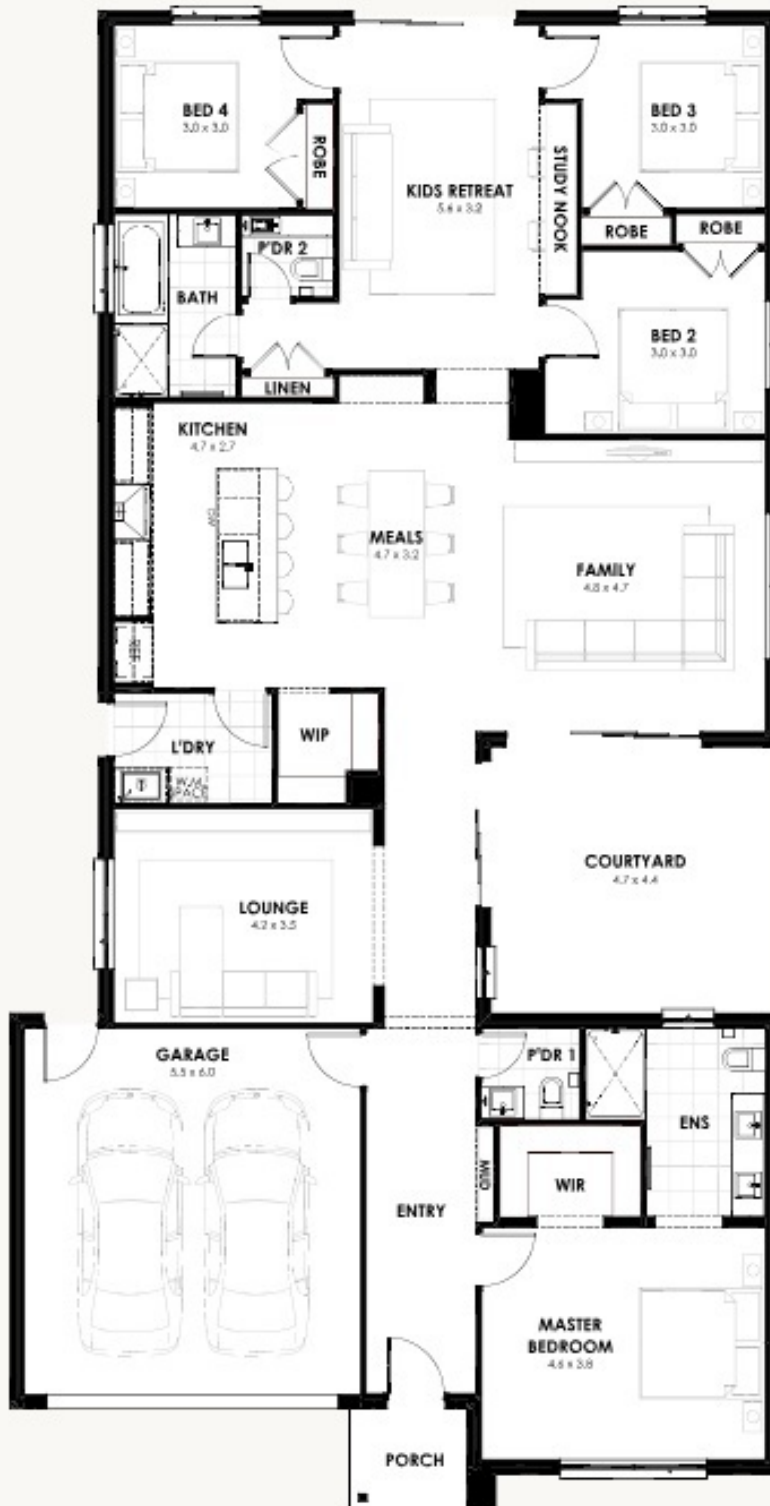 BED 4
3.0 x 3.0
ROBE
KIDS RETREAT
5.6 x 3.2
STUDY NOOK
BED 3
3.0 x 3.0
ROBE
ROBE
P'DR 2
BATH
BED 2
3.0 x 3.0
LINEN
KITCHEN
4.7 x 2.7
DW
MEALS
4.7 x 3.2
FAMILY
4.8 x 4.7
REF.
L'DRY
WIP
W.M.
PACE
COURTYARD
4.7 x 4.4
LOUNGE
4.2 x 3.5
GARAGE
5.5 x 6.0
P'DR 1
ENS
MUD
WIR
ENTRY
MASTER
BEDROOM
4.6 x 3.8
PORCH